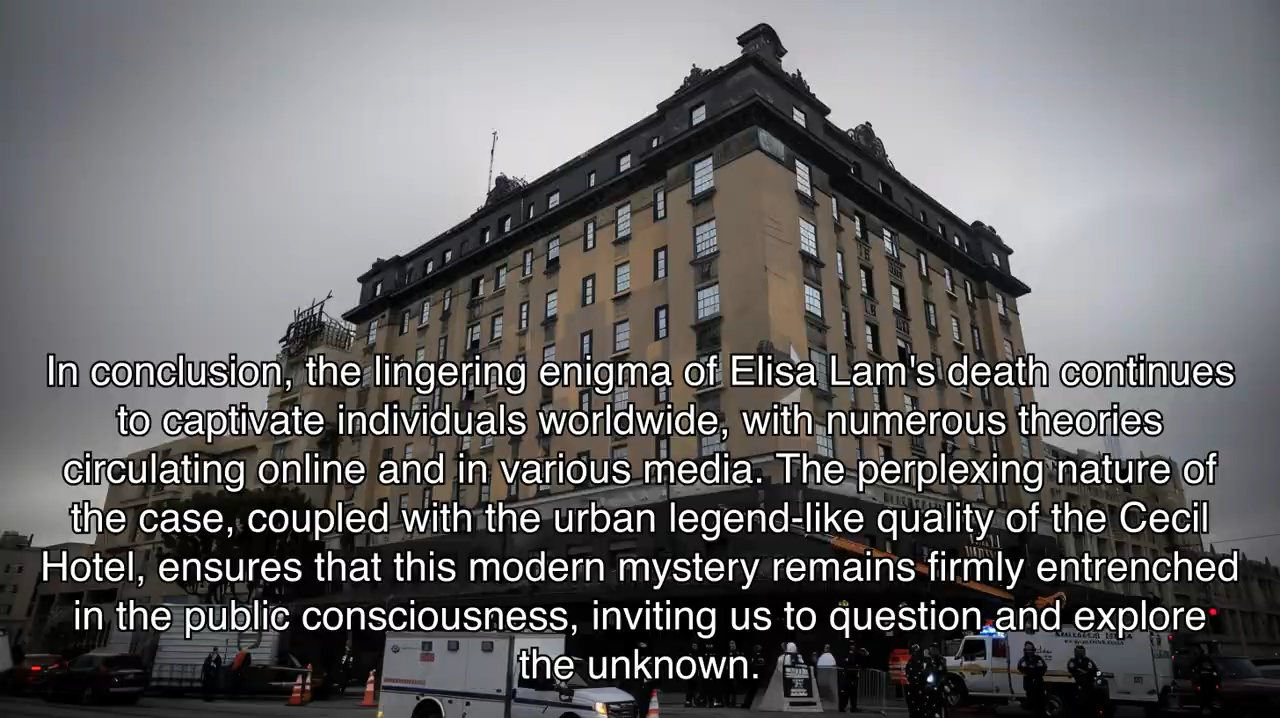 In conclusion, the lingering enigma of Elisa Lam's death continues
to captivate individuals worldwide, with numerous theories
circulating online and in various media. The perplexing nature of
the case, coupled with the urban legend-like quality of the Cecil
Hotel, ensures that this modern mystery remains firmly entrenched
in the public consciousness, inviting us to question and explore
the unknown.